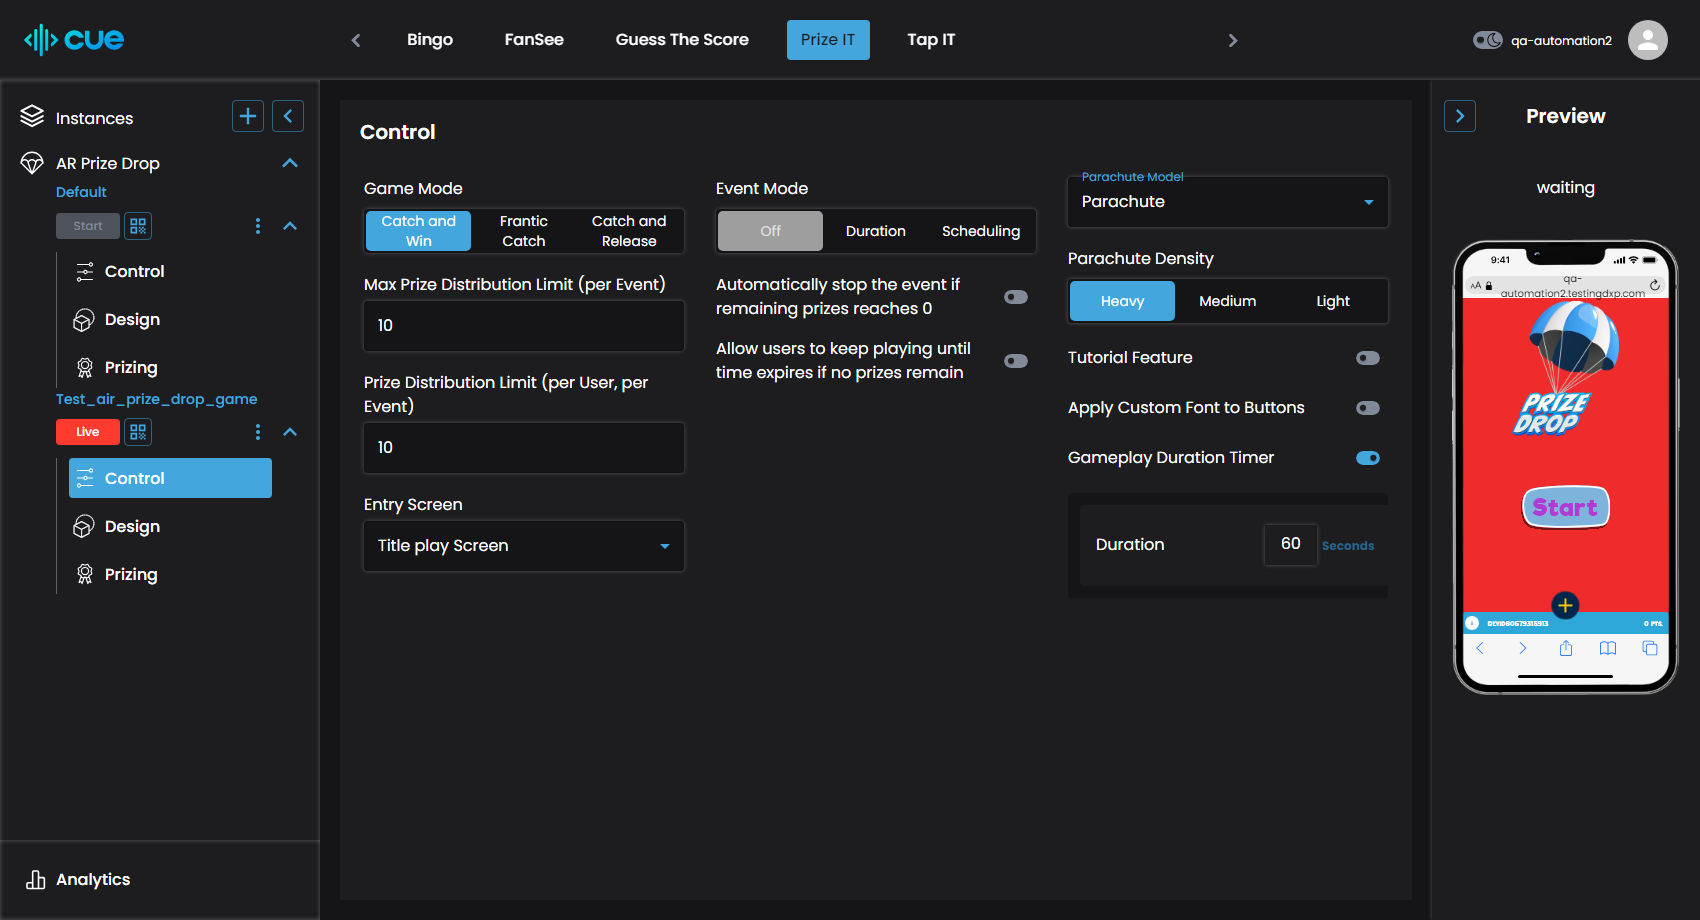 cue
Bingo
FanSee
Guess The Score
Prize IT
Tap IT
qa-automation2
Instances
AR Prize Drop
Default
Start
Control
Design
Prizing
Test_air_prize_drop_game
Live
Control
Design
Prizing
Analytics
Control
Game Mode
Catch and
Win
Frantic
Catch
Catch and
Release
Max Prize Distribution Limit (per Event)
10
Prize Distribution Limit (per User, per
Event)
10
Entry Screen
Title play Screen
Event Mode
Off
Duration
Scheduling
Automatically stop the event if
remaining prizes reaches 0
Allow users to keep playing until
time expires if no prizes remain
Parachute Model
Parachute
Parachute Density
Heavy
Medium
Light
Tutorial Feature
Apply Custom Font to Buttons
Gameplay Duration Timer
Duration
60
Seconds
Preview
waiting
9:41
AA
qa-
automation2.testingdxp.com
PRIZE
DROP
Start
0 PTS.